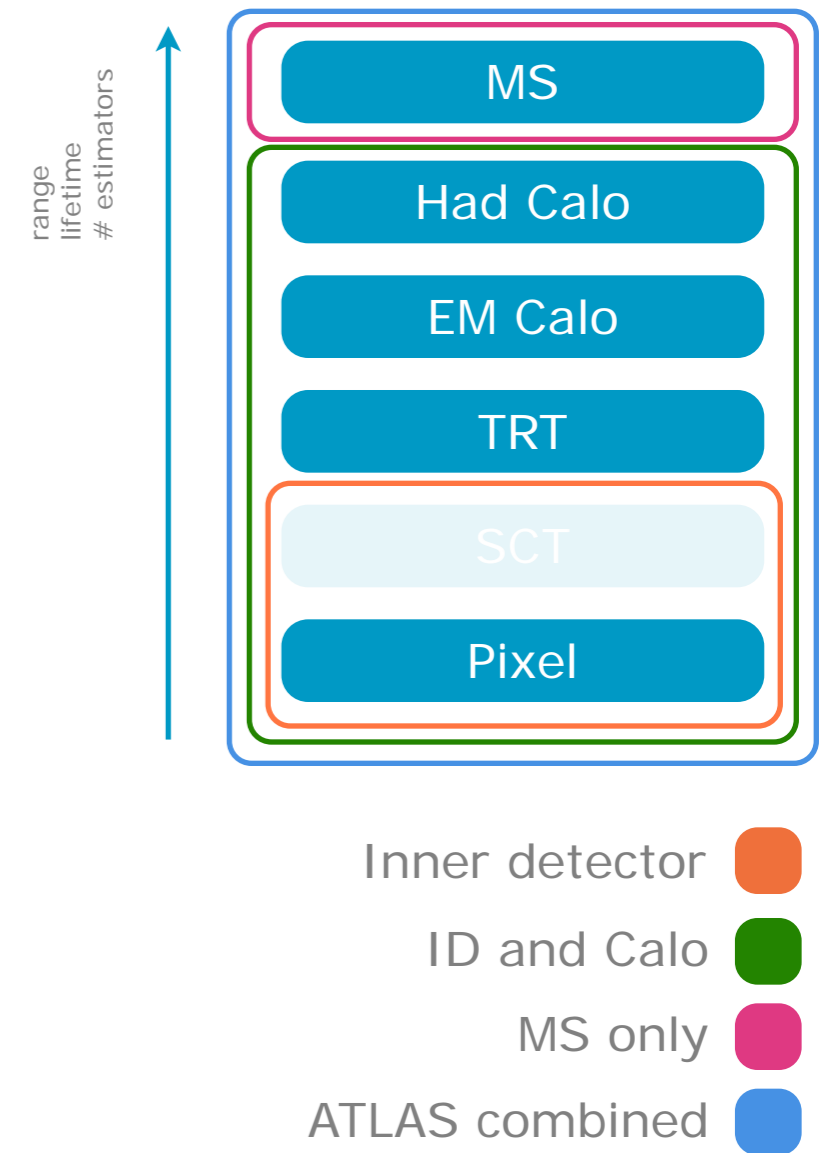 range
lifetime
# estimators
MS
Had Calo
EM Calo
TRT
SCT
Pixel
Inner detector
ID and Calo
MS only
ATLAS combined